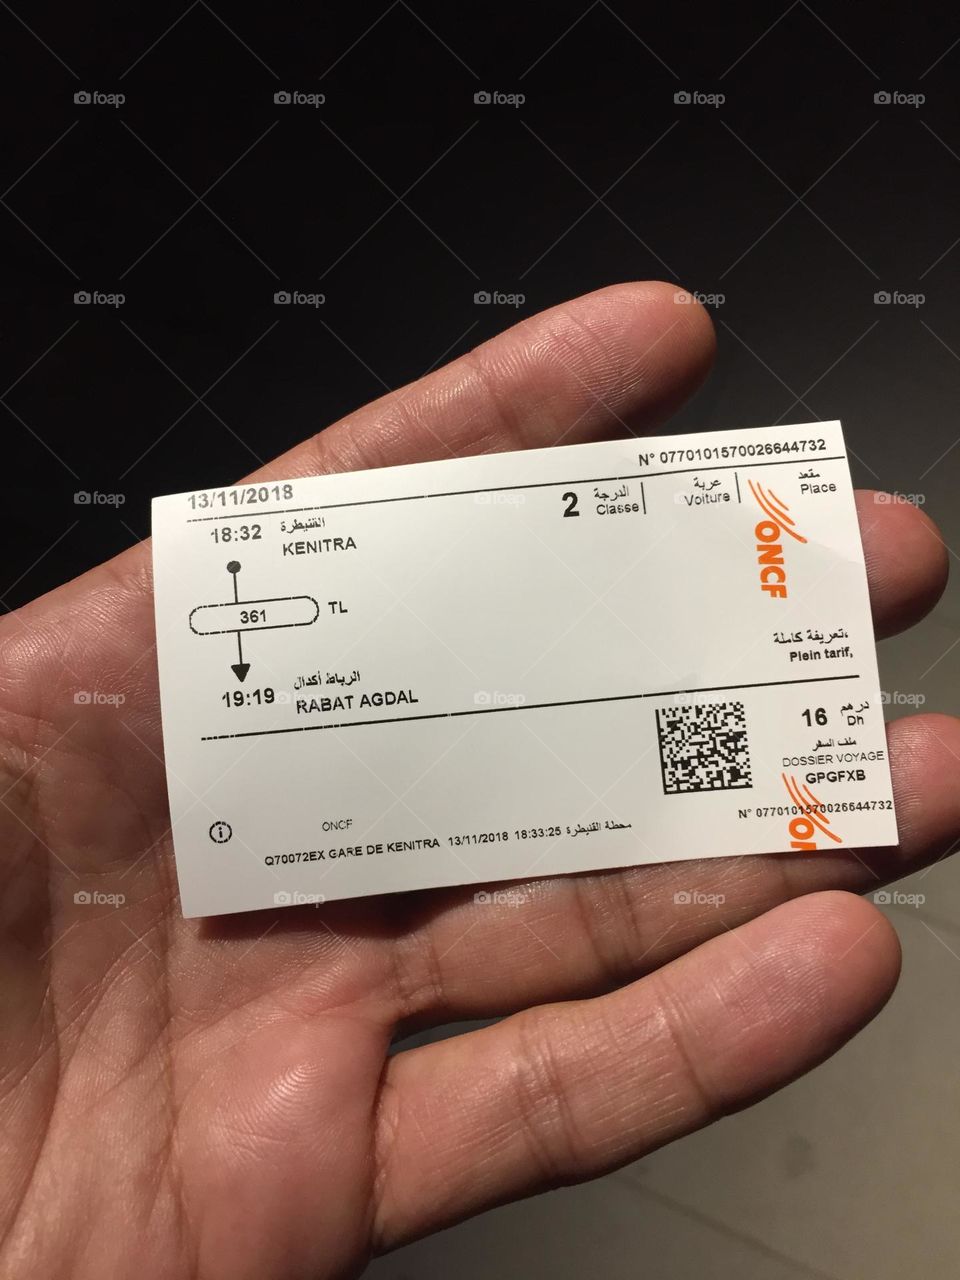 N° 0770101570026644732
13/11/2018
2 الدرجة Classe
عربة Voiture
مقعد Place
18:32 القنيطرة
KENITRA
ONCF
361 TL
تعريفة كاملة،
Plein tarif,
19:19 الرباط أكدال
RABAT AGDAL
16 درهم Dh
ملف السفر
DOSSIER VOYAGE
GPGFXB
N° 0770101570026644732
i
ONCF
Q70072EX GARE DE KENITRA 13/11/2018 18:33:25 محطة القنيطرة
foap